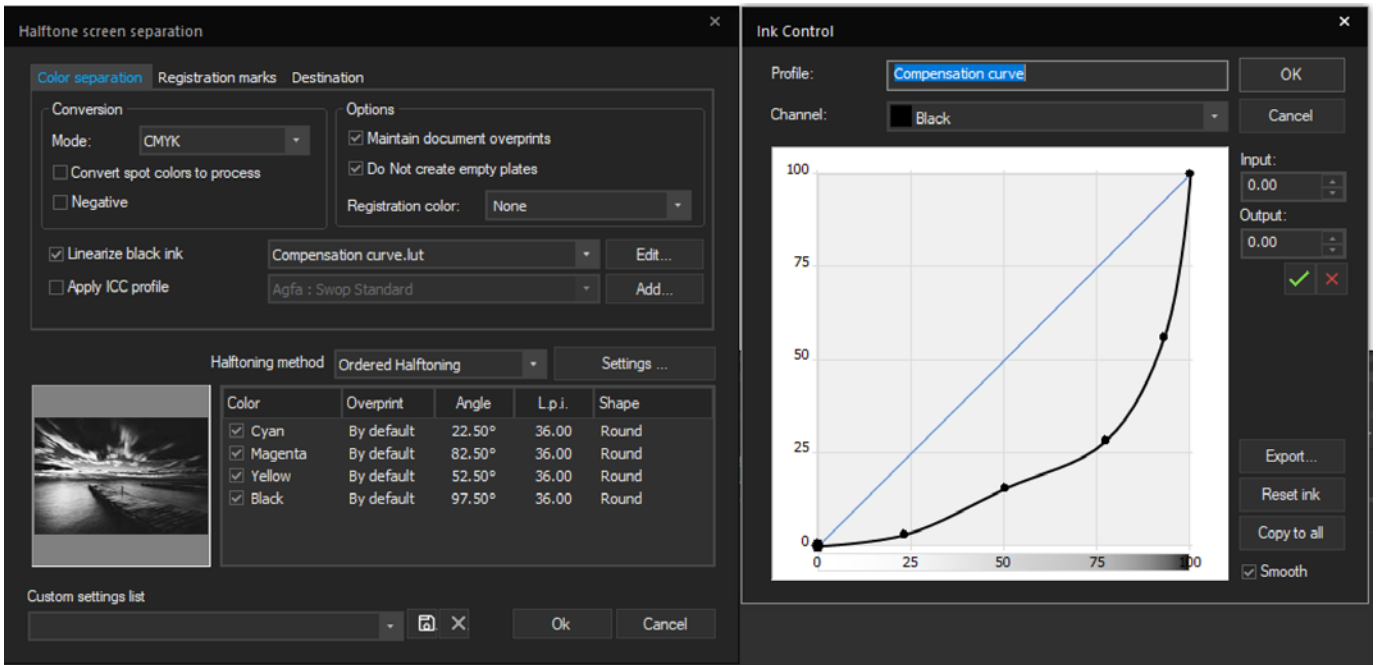 Halftone screen separation
Color separation Registration marks Destination
Conversion
Mode: CMYK
Convert spot colors to process
Negative
Options
Maintain document overprints
Do Not create empty plates
Registration color: None
Linearize black ink Compensation curve.lut Edit...
Apply ICC profile Agfa : Swop Standard Add...
Halftoning method Ordered Halftoning Settings ...
Color Overprint Angle L.p.i. Shape
Cyan By default 22.50° 36.00 Round
Magenta By default 82.50° 36.00 Round
Yellow By default 52.50° 36.00 Round
Black By default 97.50° 36.00 Round
Custom settings list
Ok Cancel
Ink Control
Profile: Compensation curve OK
Channel: Black Cancel
100
75
50
25
0
0 25 50 75 100
Input:
0.00
Output:
0.00
Export...
Reset ink
Copy to all
Smooth